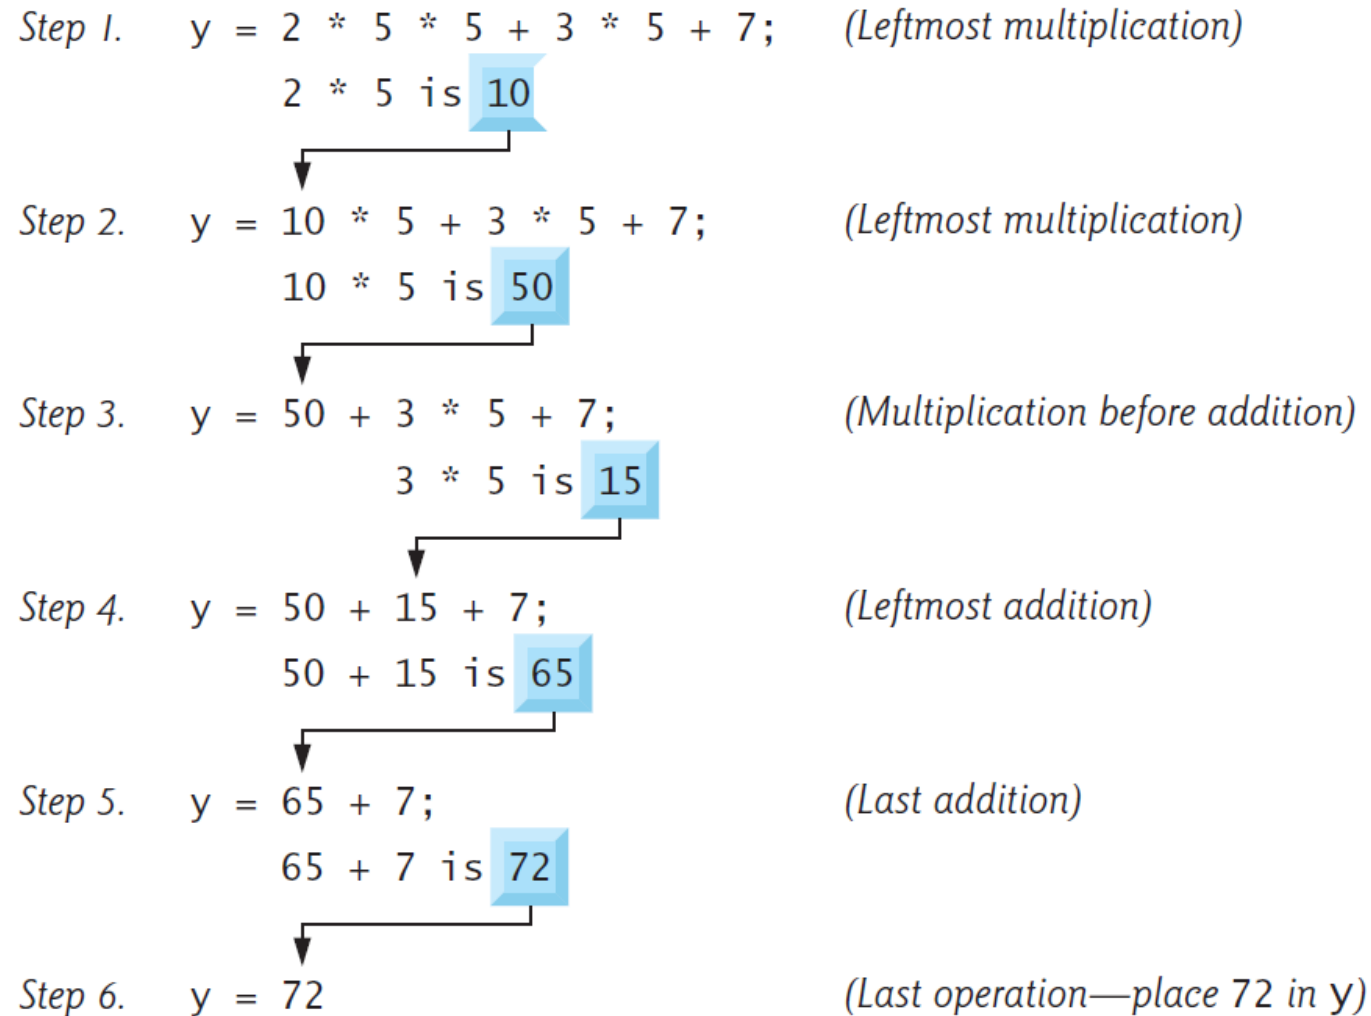 Step 1. y = 2 * 5 * 5 + 3 * 5 + 7; (Leftmost multiplication)
2 * 5 is 10
Step 2. y = 10 * 5 + 3 * 5 + 7; (Leftmost multiplication)
10 * 5 is 50
Step 3. y = 50 + 3 * 5 + 7; (Multiplication before addition)
3 * 5 is 15
Step 4. y = 50 + 15 + 7; (Leftmost addition)
50 + 15 is 65
Step 5. y = 65 + 7; (Last addition)
65 + 7 is 72
Step 6. y = 72 (Last operation—place 72 in y)